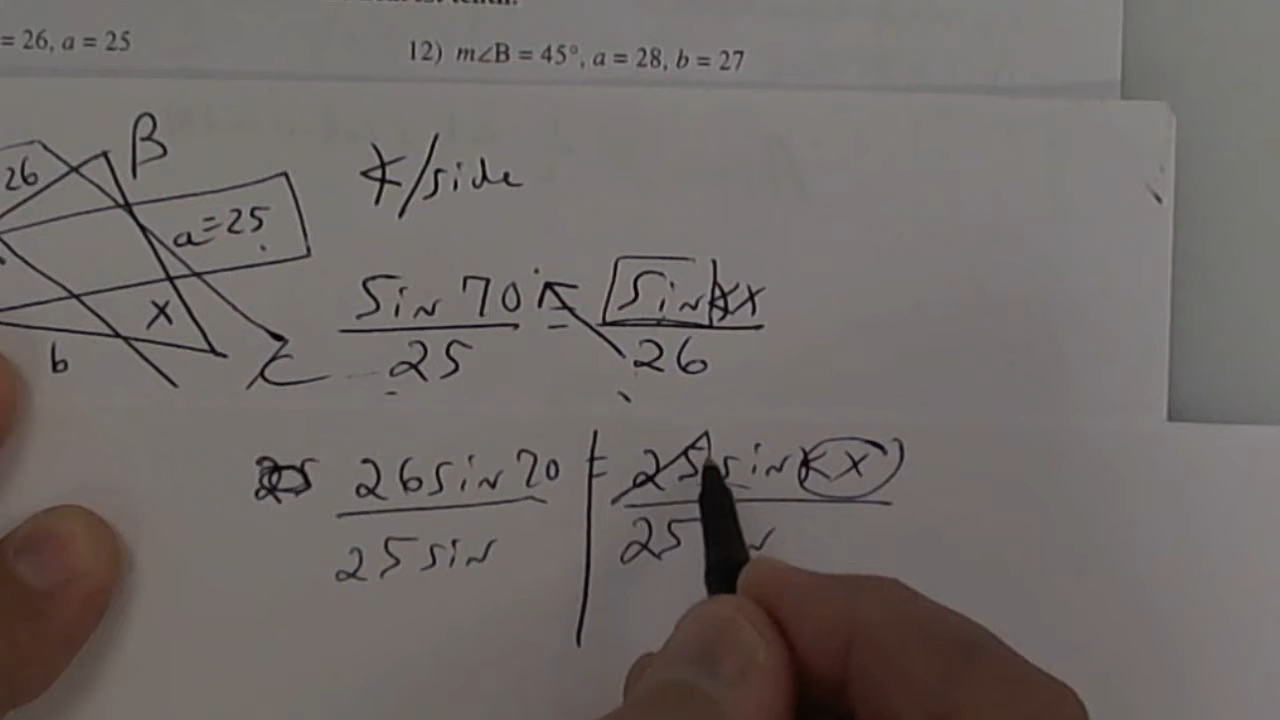 = 26, a = 25
12) m∠B = 45°, a = 28, b = 27
β
26
∡/side
a=25
x
b
Sin 70° = Sin x
25 26
26 sin 70 = 25 sin (x)
25 sin 25